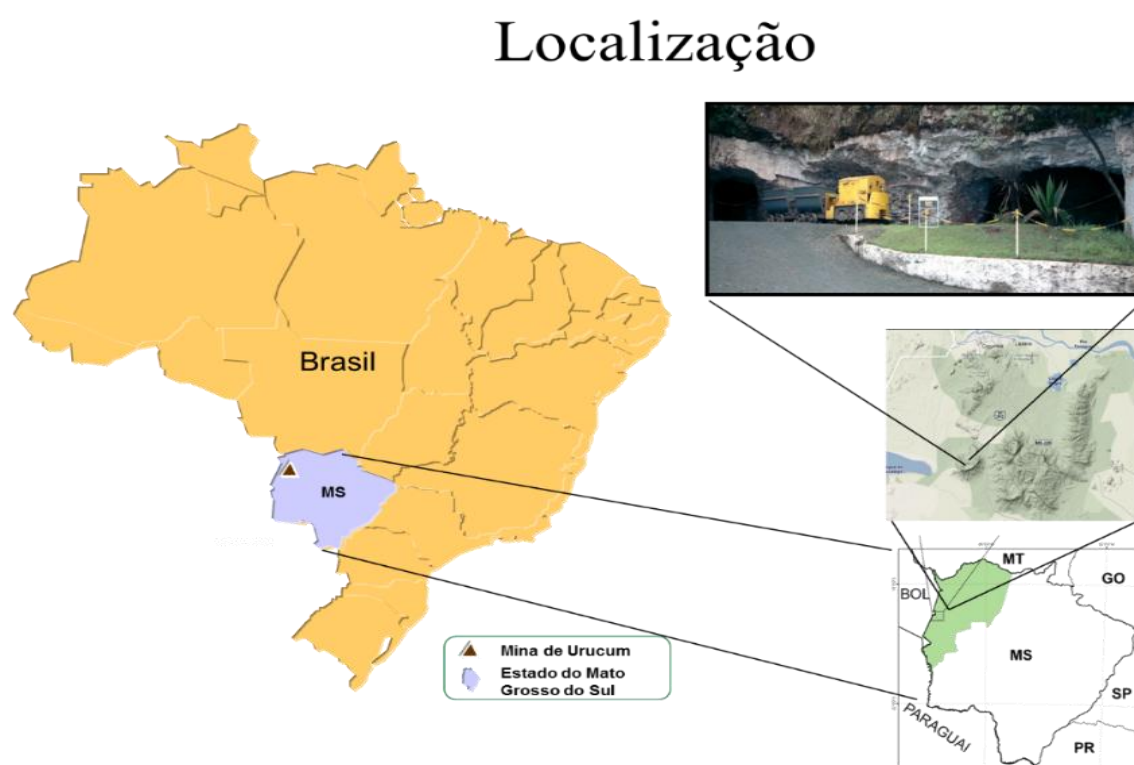 Localização
Brasil
MS
Mina de Urucum
Estado do Mato
Grosso do Sul
MT
GO
BOL
MS
SP
PARAGUAI
PR